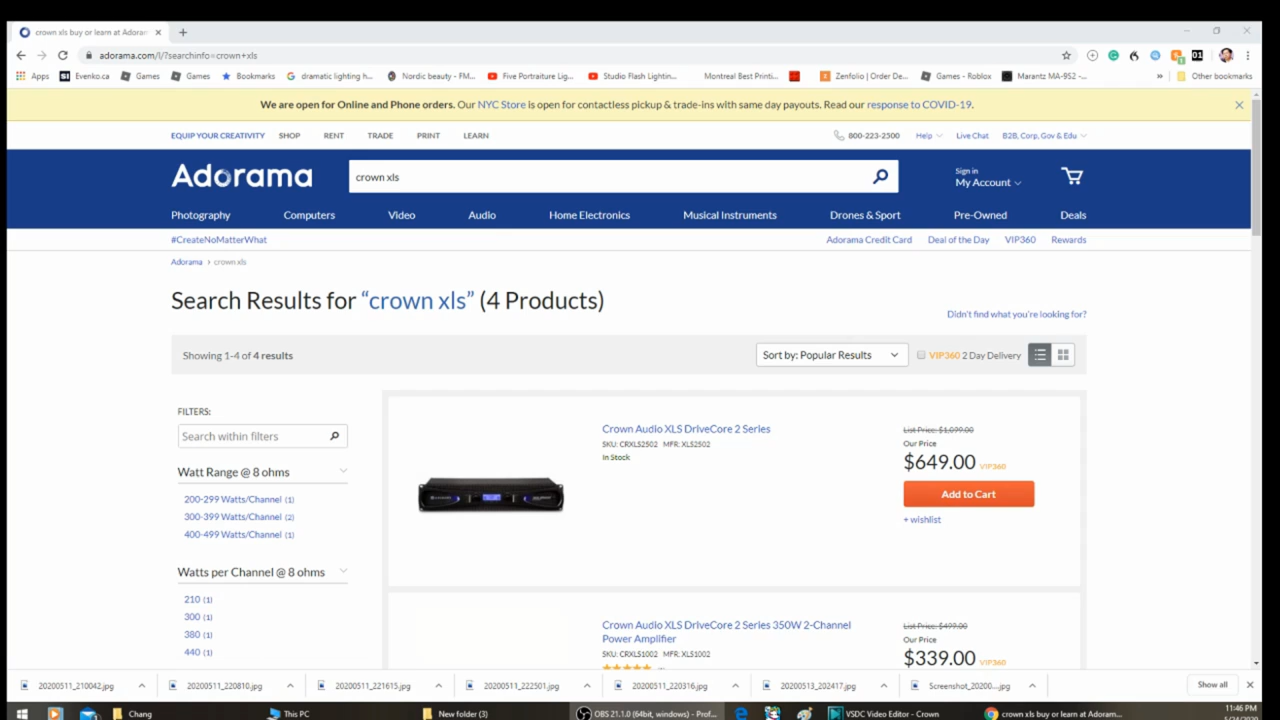 crown xls buy or learn at Adoram
adorama.com/l/?searchinfo=crown+xls
Apps Evenko.ca Games Games Bookmarks dramatic lighting h... Nordic beauty - FM... Five Portraiture Lig... Studio Flash Lightin... Montreal Best Printi... Zenfolio | Order De... Games - Roblox Marantz MA-9S2 -... » Other bookmarks
We are open for Online and Phone orders. Our NYC Store is open for contactless pickup & trade-ins with same day payouts. Read our response to COVID-19.
EQUIP YOUR CREATIVITY SHOP RENT TRADE PRINT LEARN 800-223-2500 Help Live Chat B2B, Corp, Gov & Edu
Adorama crown xls Sign in
My Account
Photography Computers Video Audio Home Electronics Musical Instruments Drones & Sport Pre-Owned Deals
#CreateNoMatterWhat Adorama Credit Card Deal of the Day VIP360 Rewards
Adorama › crown xls
Search Results for “crown xls” (4 Products)
Didn't find what you're looking for?
Showing 1-4 of 4 results Sort by: Popular Results VIP360 2 Day Delivery
FILTERS:
Search within filters
Watt Range @ 8 ohms
200-299 Watts/Channel (1)
300-399 Watts/Channel (2)
400-499 Watts/Channel (1)
Watts per Channel @ 8 ohms
210 (1)
300 (1)
380 (1)
440 (1)
Crown Audio XLS DriveCore 2 Series
SKU: CRXLS2502 MFR: XLS2502
In Stock
List Price: $1,099.00
Our Price
$649.00 VIP360
Add to Cart
+ wishlist
Crown Audio XLS DriveCore 2 Series 350W 2-Channel
Power Amplifier
SKU: CRXLS1002 MFR: XLS1002
List Price: $499.00
Our Price
$339.00 VIP360
20200511_210042.jpg 20200511_220810.jpg 20200511_221615.jpg 20200511_222501.jpg 20200511_220316.jpg 20200513_202417.jpg Screenshot_20200....jpg Show all
Chang This PC New folder (3) OBS 21.1.0 (64bit, windows) - Prof... VSDC Video Editor - Crown crown xls buy or learn at Adoram... 11:46 PM